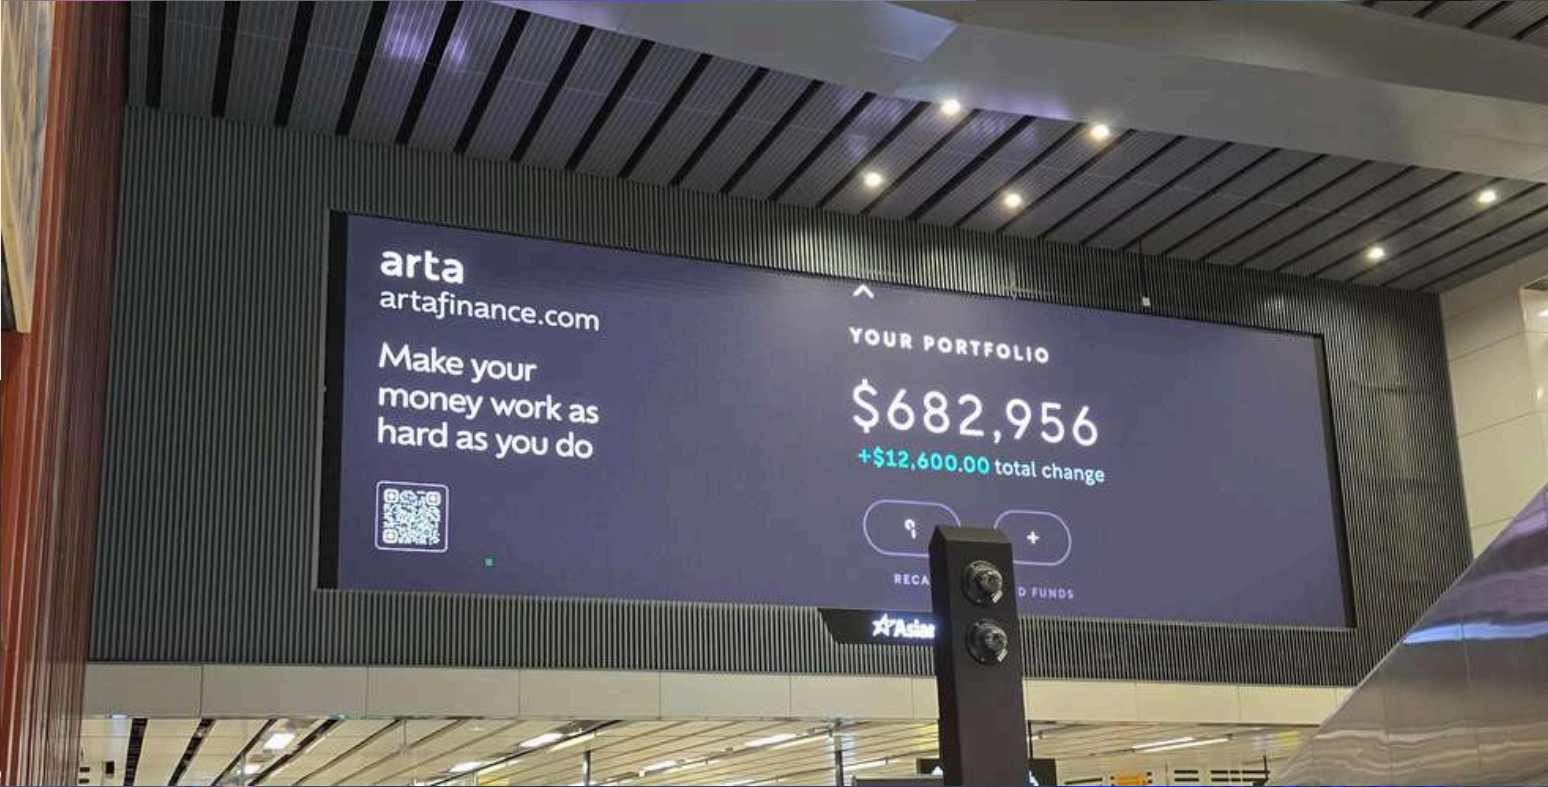 arta
artafinance.com
Make your
money work as
hard as you do
YOUR PORTFOLIO
$682,956
+$12,600.00 total change
+
FUNDS